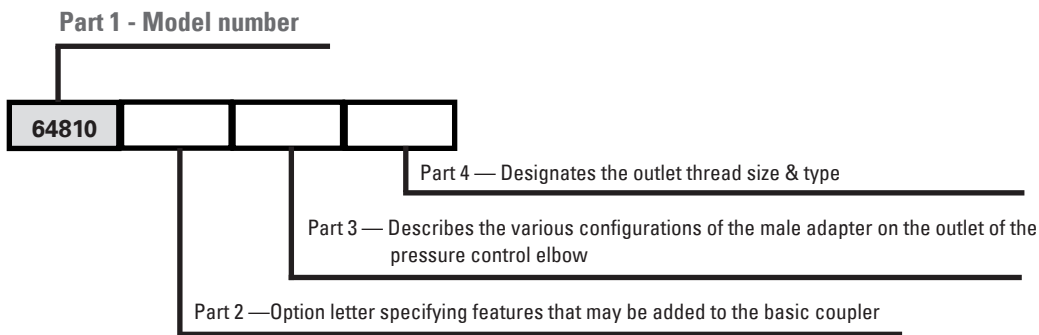 Part 1 - Model number
64810
Part 4 — Designates the outlet thread size & type
Part 3 — Describes the various configurations of the male adapter on the outlet of the
pressure control elbow
Part 2 —Option letter specifying features that may be added to the basic coupler